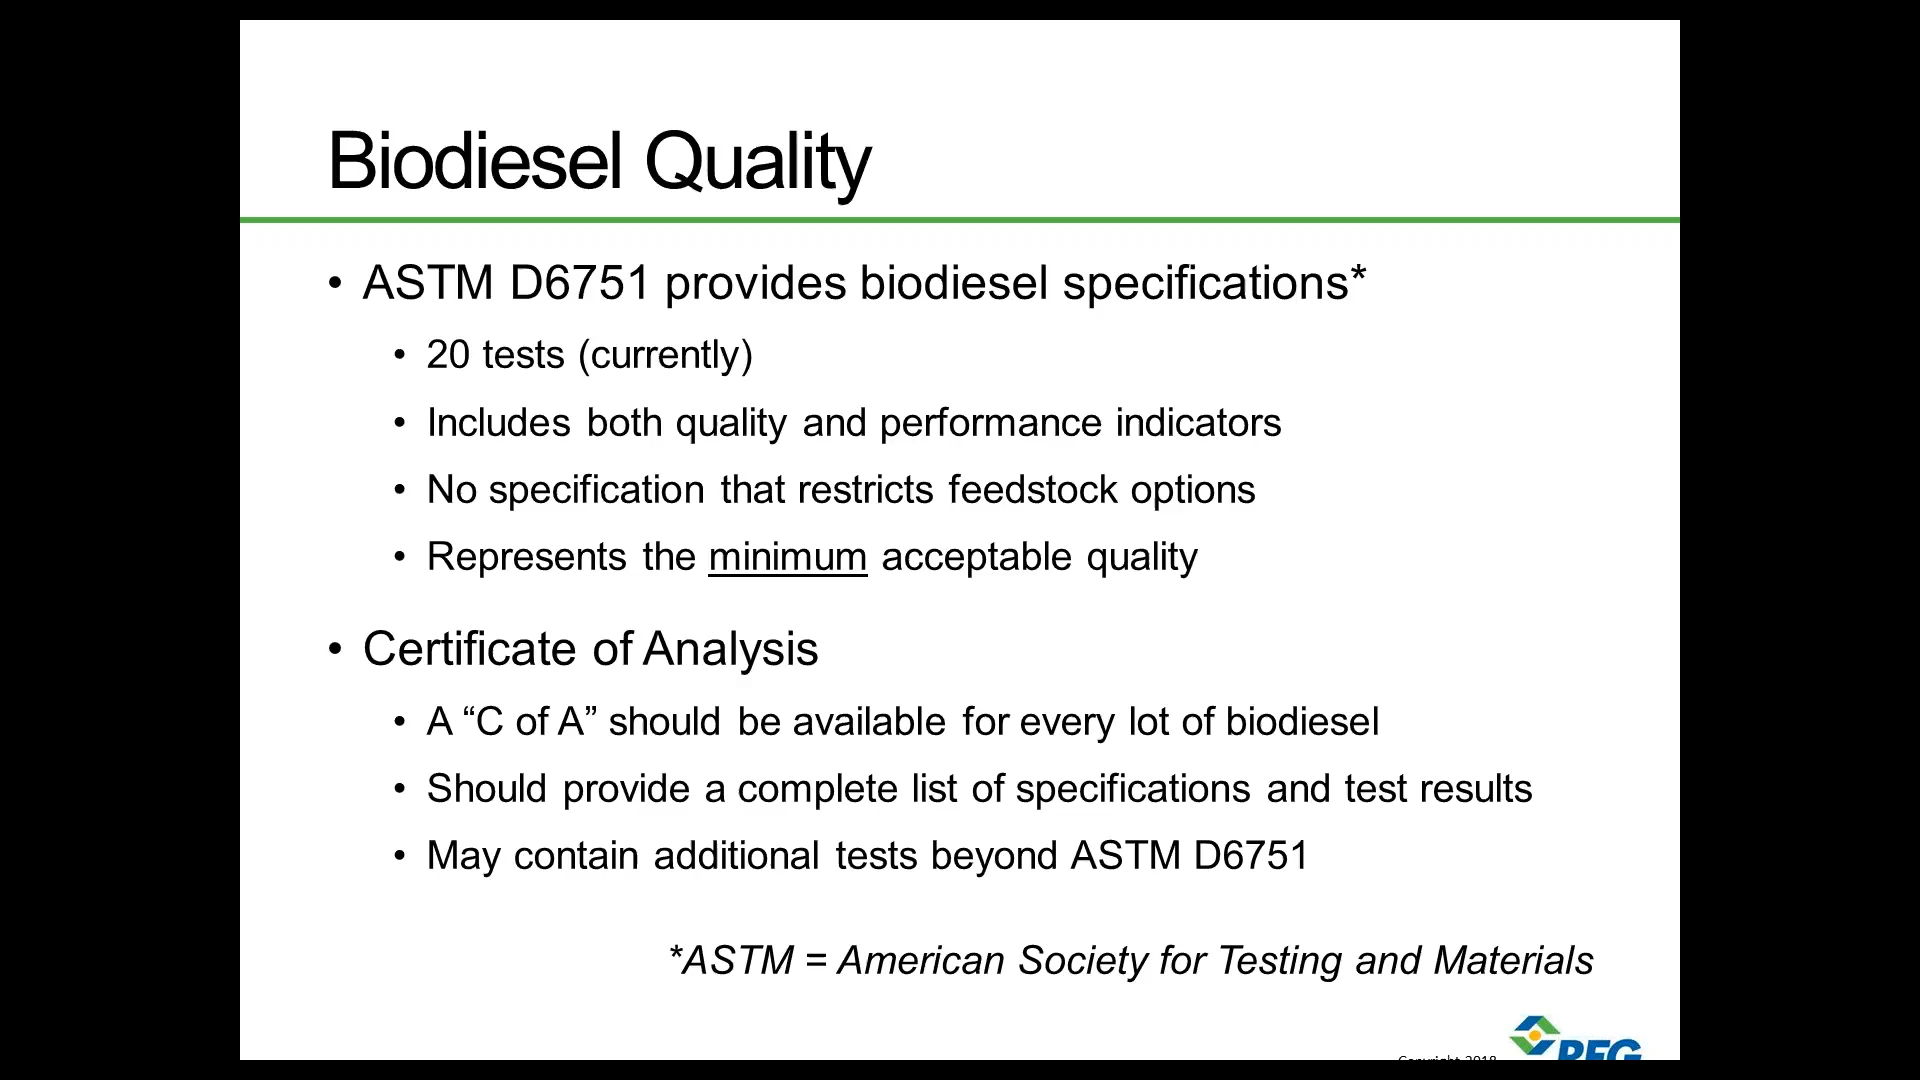 Biodiesel Quality
• ASTM D6751 provides biodiesel specifications*
• 20 tests (currently)
• Includes both quality and performance indicators
• No specification that restricts feedstock options
• Represents the minimum acceptable quality
• Certificate of Analysis
• A “C of A” should be available for every lot of biodiesel
• Should provide a complete list of specifications and test results
• May contain additional tests beyond ASTM D6751
*ASTM = American Society for Testing and Materials
Copyright 2018
REG